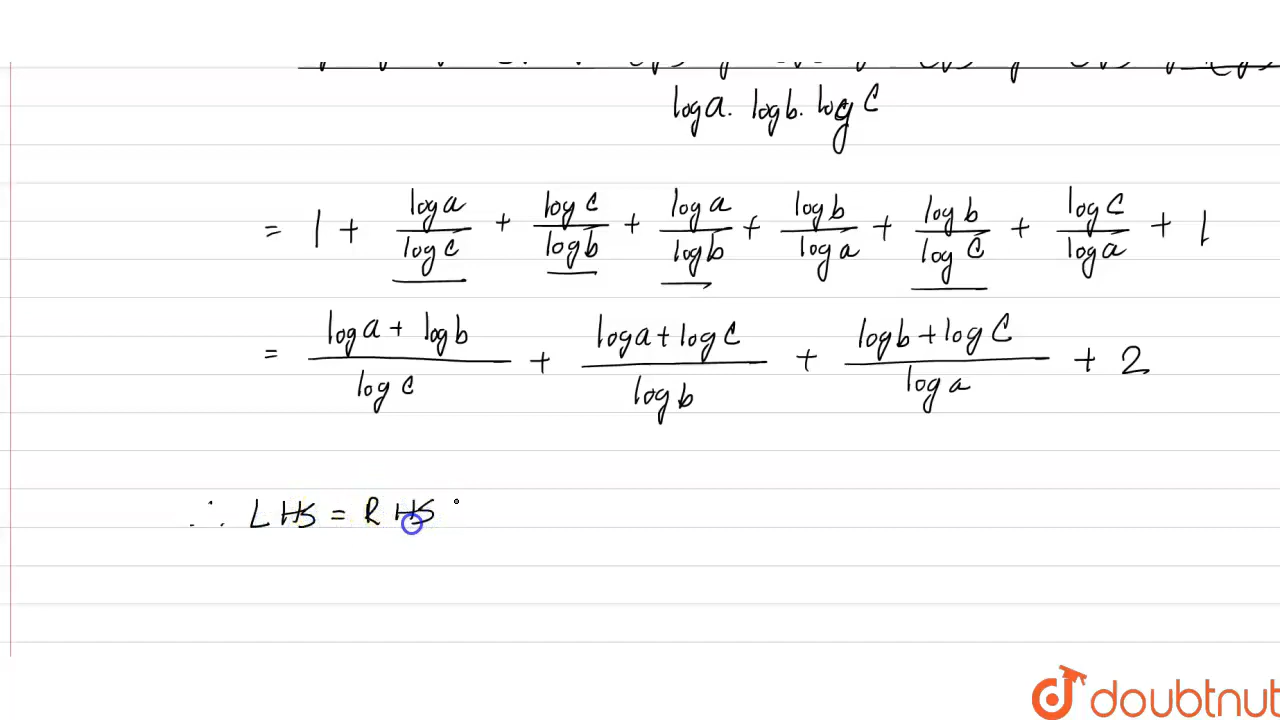 log a. log b. log c
= 1 + log a/log c + log c/log b + log a/log b + log b/log a + log b/log c + log c/log a + 1
= (log a + log b)/log c + (log a + log c)/log b + (log b + log c)/log a + 2
∴ LHS = RHS
doubtnut